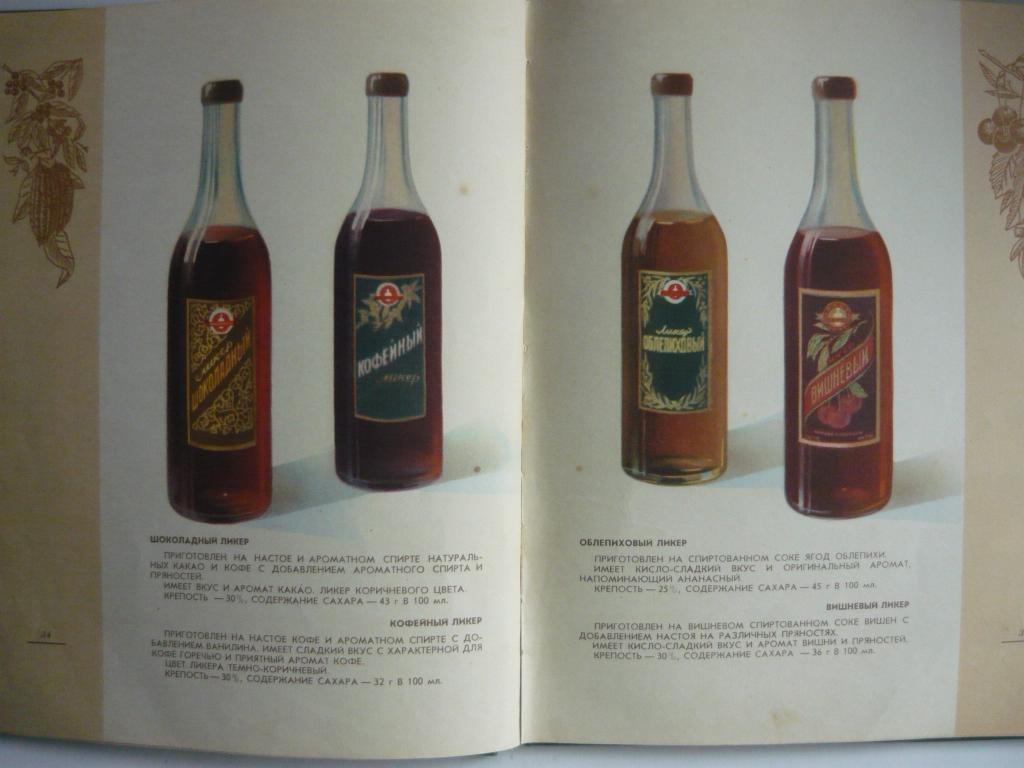 ликер
ШОКОЛАДНЫЙ
КОФЕЙНЫЙ
ликер
ШОКОЛАДНЫЙ ЛИКЕР
ПРИГОТОВЛЕН НА НАСТОЕ И АРОМАТНОМ СПИРТЕ НАТУРАЛЬ-
НЫХ КАКАО И КОФЕ С ДОБАВЛЕНИЕМ АРОМАТНОГО СПИРТА И
ПРЯНОСТЕЙ.
ИМЕЕТ ВКУС И АРОМАТ КАКАО. ЛИКЕР КОРИЧНЕВОГО ЦВЕТА.
КРЕПОСТЬ — 30%, СОДЕРЖАНИЕ САХАРА — 43 г В 100 мл.
КОФЕЙНЫЙ ЛИКЕР
ПРИГОТОВЛЕН НА НАСТОЕ КОФЕ И АРОМАТНОМ СПИРТЕ С ДО-
БАВЛЕНИЕМ ВАНИЛИНА. ИМЕЕТ СЛАДКИЙ ВКУС С ХАРАКТЕРНОЙ ДЛЯ
КОФЕ ГОРЕЧЬЮ И ПРИЯТНЫЙ АРОМАТ КОФЕ.
ЦВЕТ ЛИКЕРА ТЕМНО-КОРИЧНЕВЫЙ.
КРЕПОСТЬ — 30%, СОДЕРЖАНИЕ САХАРА — 32 г В 100 мл.
34
Ликер
ОБЛЕПИХОВЫЙ
ВИШНЕВЫЙ
ОБЛЕПИХОВЫЙ ЛИКЕР
ПРИГОТОВЛЕН НА СПИРТОВАННОМ СОКЕ ЯГОД ОБЛЕПИХИ.
ИМЕЕТ КИСЛО-СЛАДКИЙ ВКУС И ОРИГИНАЛЬНЫЙ АРОМАТ,
НАПОМИНАЮЩИЙ АНАНАСНЫЙ.
КРЕПОСТЬ — 25%, СОДЕРЖАНИЕ САХАРА — 45 г В 100 мл.
ВИШНЕВЫЙ ЛИКЕР
ПРИГОТОВЛЕН НА ВИШНЕВОМ СПИРТОВАННОМ СОКЕ ВИШЕН С
ДОБАВЛЕНИЕМ НАСТОЯ НА РАЗЛИЧНЫХ ПРЯНОСТЯХ.
ИМЕЕТ КИСЛО-СЛАДКИЙ ВКУС И АРОМАТ ВИШНИ И ПРЯНОСТЕЙ.
КРЕПОСТЬ — 30%, СОДЕРЖАНИЕ САХАРА — 36 г В 100 мл.